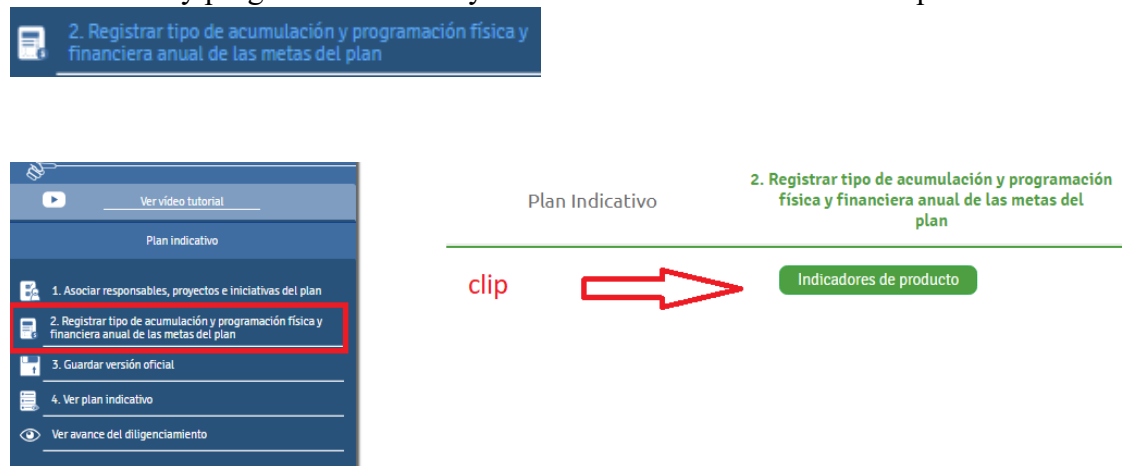 2. Registrar tipo de acumulación y programación física y
financiera anual de las metas del plan
Ver vídeo tutorial
Plan indicativo
1. Asociar responsables, proyectos e iniciativas del plan
2. Registrar tipo de acumulación y programación física y
financiera anual de las metas del plan
3. Guardar versión oficial
4. Ver plan indicativo
Ver avance del diligenciamiento
Plan Indicativo
2. Registrar tipo de acumulación y programación
física y financiera anual de las metas del
plan
clip
Indicadores de producto